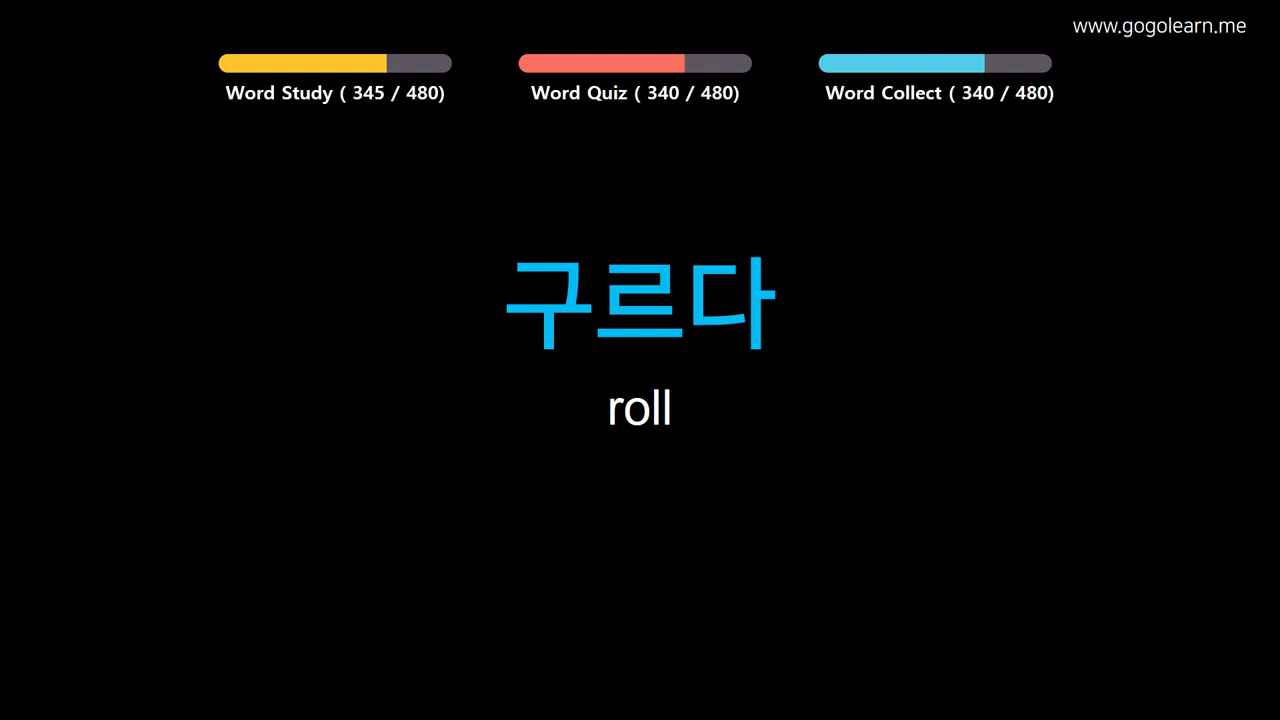 www.gogolearn.me
Word Study ( 345 / 480)
Word Quiz ( 340 / 480)
Word Collect ( 340 / 480)
구르다
roll